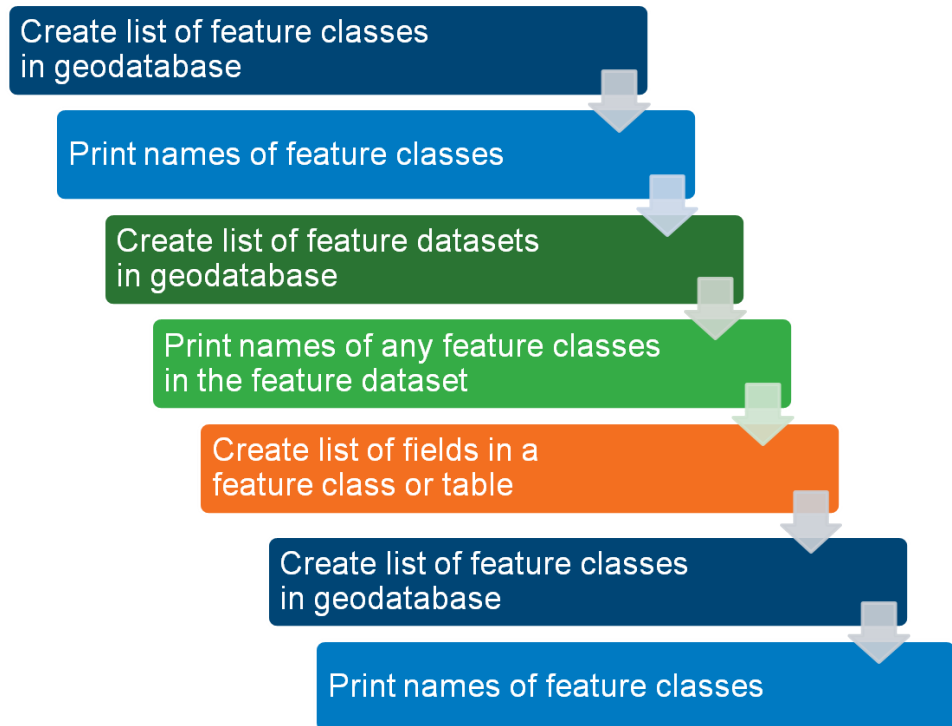 Create list of feature classes
in geodatabase
Print names of feature classes
Create list of feature datasets
in geodatabase
Print names of any feature classes
in the feature dataset
Create list of fields in a
feature class or table
Create list of feature classes
in geodatabase
Print names of feature classes